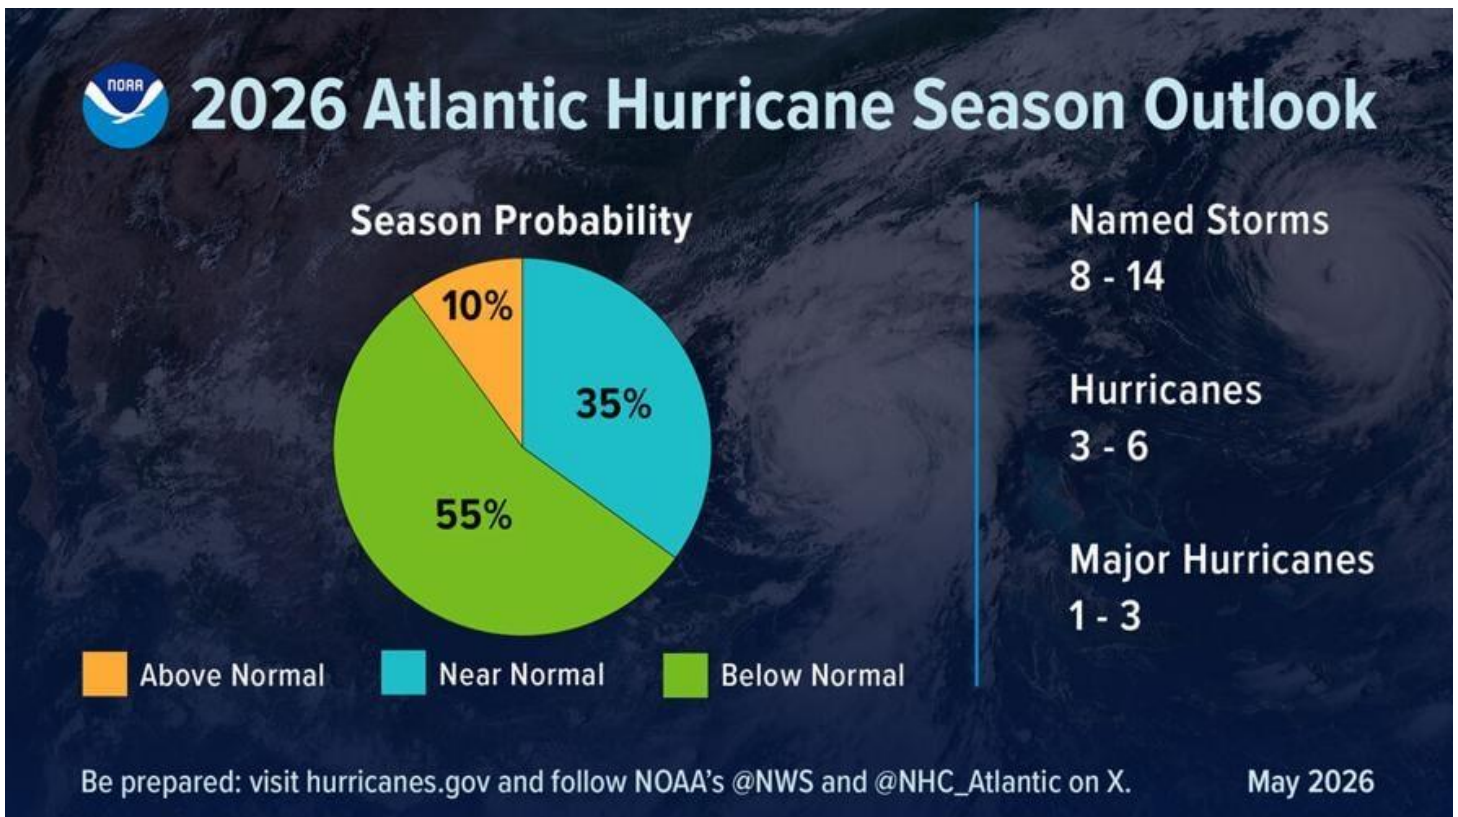 NOAA
2026 Atlantic Hurricane Season Outlook
Season Probability
10%
35%
55%
Above Normal
Near Normal
Below Normal
Named Storms
8 - 14
Hurricanes
3 - 6
Major Hurricanes
1 - 3
Be prepared: visit hurricanes.gov and follow NOAA's @NWS and @NHC_Atlantic on X.
May 2026